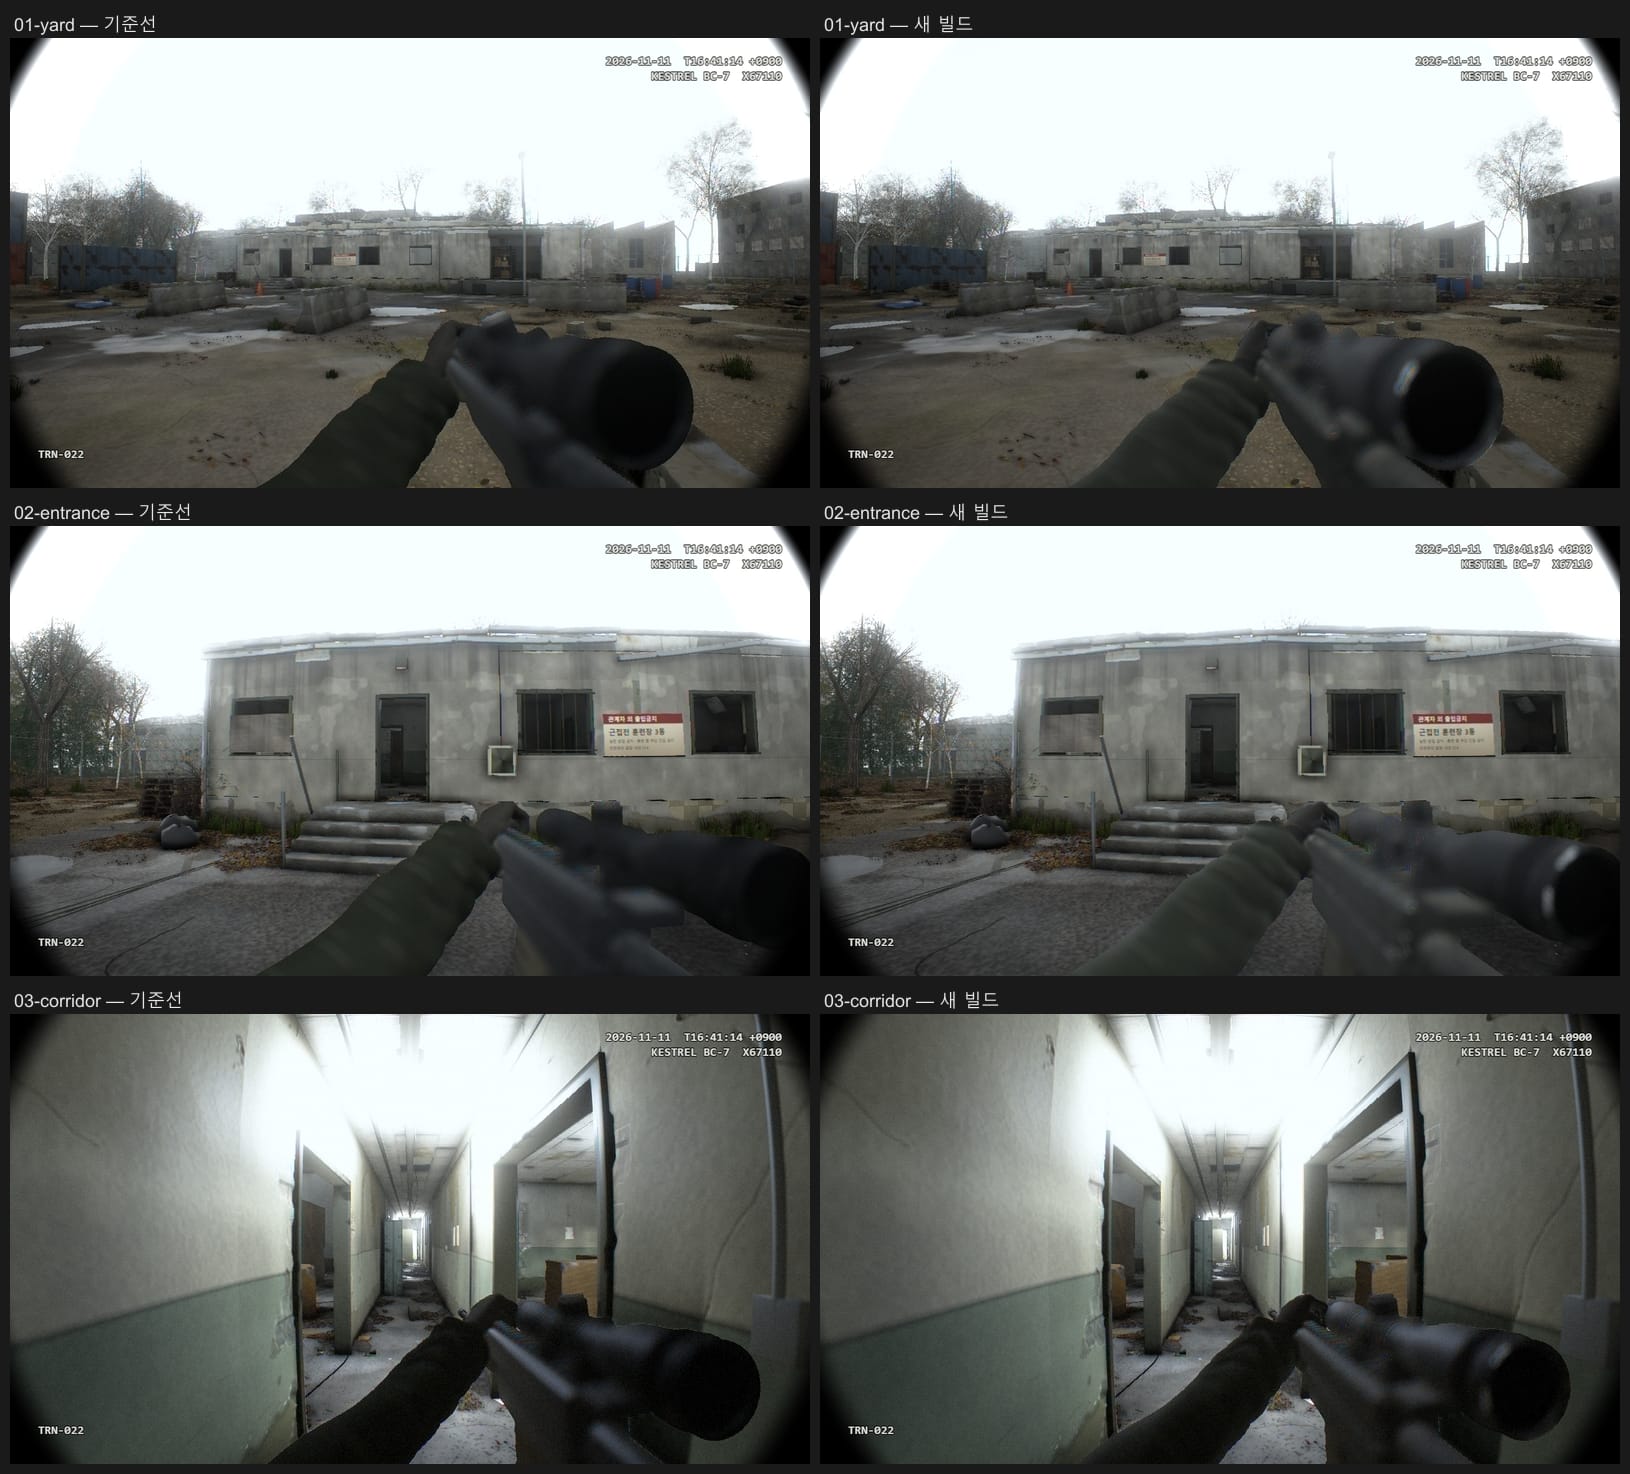 01-yard — 기준선
01-yard — 새 빌드
2026-11-11 T16:41:14 +0900
KESTREL BC-7 X67110
2026-11-11 T16:41:14 +0900
KESTREL BC-7 X67110
TRN-022
TRN-022
02-entrance — 기준선
02-entrance — 새 빌드
2026-11-11 T16:41:14 +0900
KESTREL BC-7 X67110
2026-11-11 T16:41:14 +0900
KESTREL BC-7 X67110
관계자 외 출입금지
근접전 훈련장 3동
관계자 외 출입금지
근접전 훈련장 3동
TRN-022
TRN-022
03-corridor — 기준선
03-corridor — 새 빌드
2026-11-11 T16:41:14 +0900
KESTREL BC-7 X67110
2026-11-11 T16:41:14 +0900
KESTREL BC-7 X67110
TRN-022
TRN-022